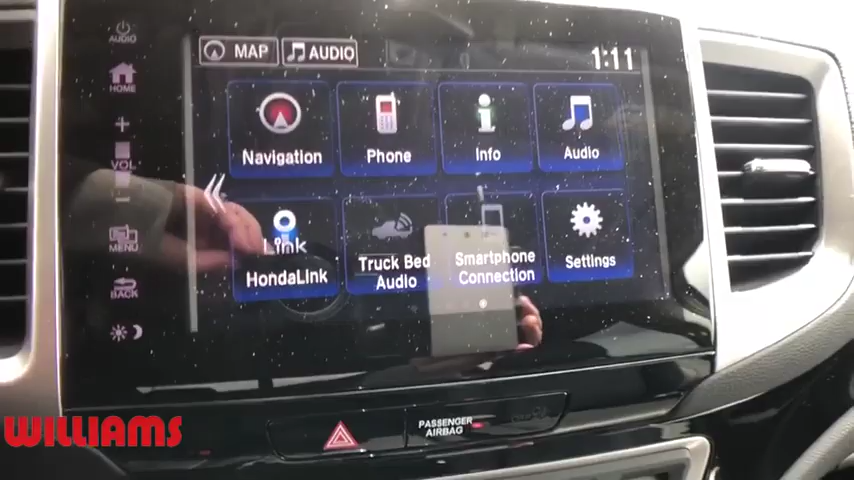 AUDIO
MAP
AUDIO
1:11
HOME
VOL
MENU
BACK
Navigation
Phone
Info
Audio
Link
HondaLink
Truck Bed
Audio
Smartphone
Connection
Settings
PASSENGER
AIRBAG
WILLIAMS